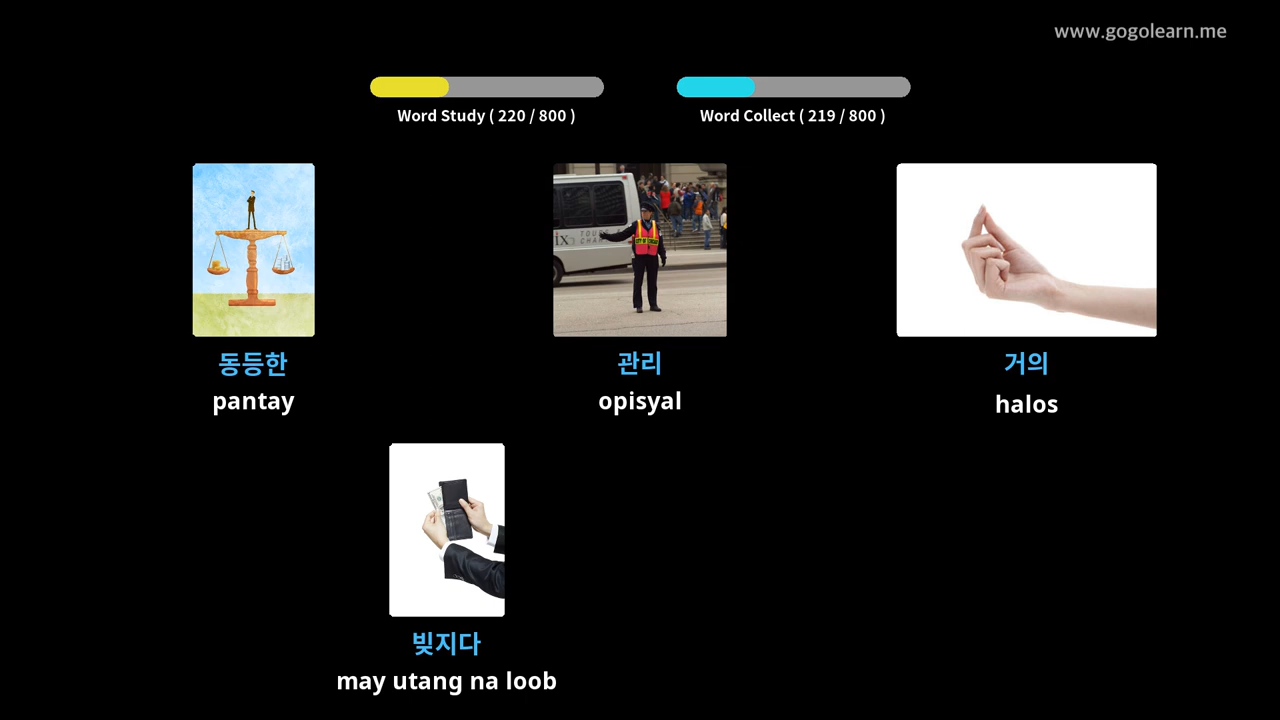 www.gogolearn.me
Word Study ( 220 / 800 )
Word Collect ( 219 / 800 )
동등한
관리
거의
pantay
opisyal
halos
빚지다
may utang na loob